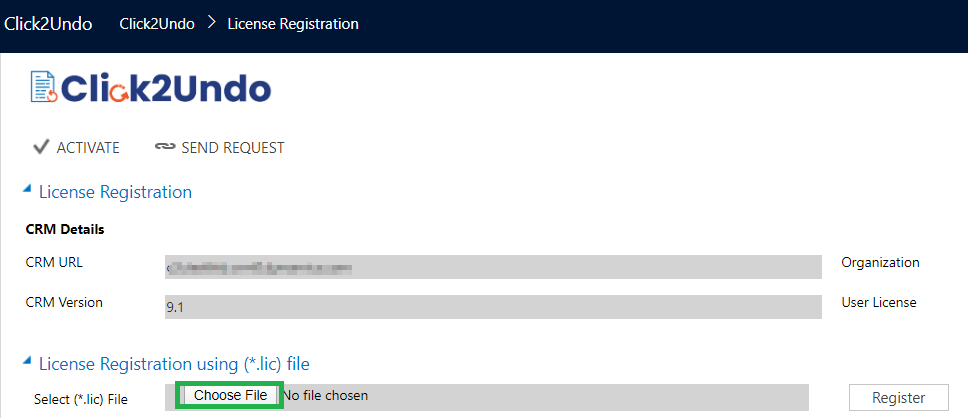 Click2Undo Click2Undo > License Registration
Click2Undo
ACTIVATE SEND REQUEST
License Registration
CRM Details
CRM URL Organization
CRM Version 9.1 User License
License Registration using (*.lic) file
Select (*.lic) File Choose File No file chosen Register